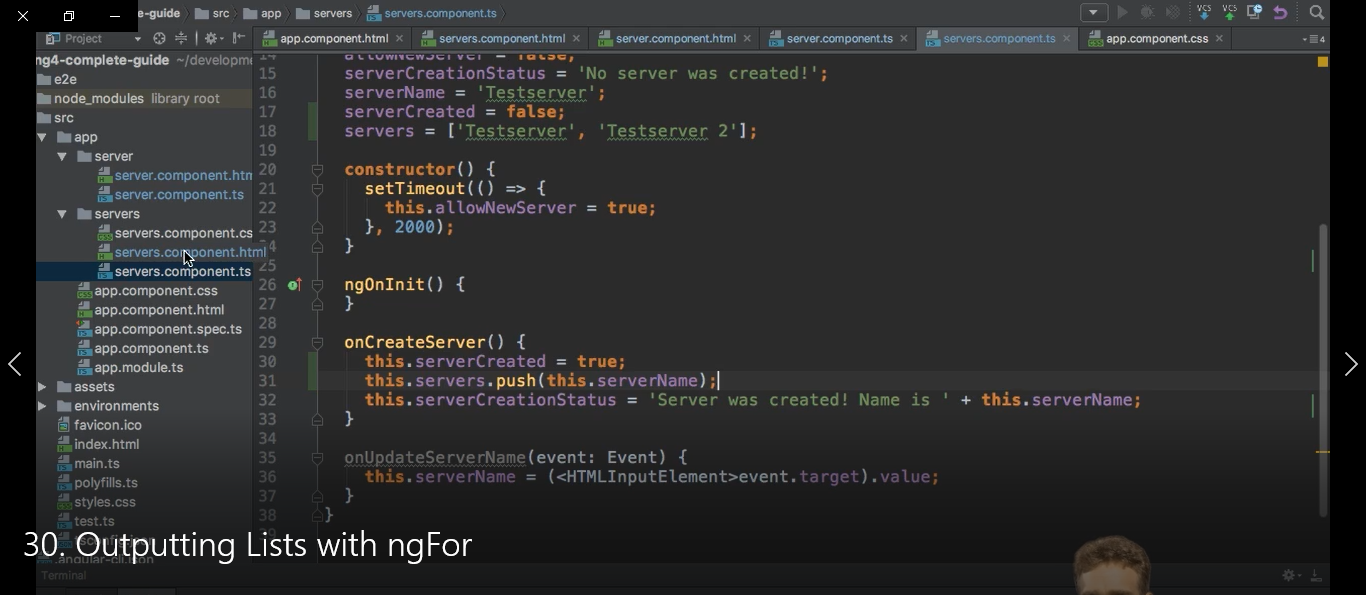 e-guide src app servers servers.component.ts
VCS VCS
Project
app.component.html servers.component.html server.component.html server.component.ts servers.component.ts app.component.css 4
ng4-complete-guide ~/developme
e2e
node_modules library root
src
app
server
server.component.htm
server.component.ts
servers
servers.component.cs
servers.component.html
servers.component.ts
app.component.css
app.component.html
app.component.spec.ts
app.component.ts
app.module.ts
assets
environments
favicon.ico
index.html
main.ts
polyfills.ts
styles.css
test.ts
14 allowNewServer = false;
15 serverCreationStatus = 'No server was created!';
16 serverName = 'Testserver';
17 serverCreated = false;
18 servers = ['Testserver', 'Testserver 2'];
19
20 constructor() {
21 setTimeout(() => {
22 this.allowNewServer = true;
23 }, 2000);
24 }
25
26 ngOnInit() {
27 }
28
29 onCreateServer() {
30 this.serverCreated = true;
31 this.servers.push(this.serverName);
32 this.serverCreationStatus = 'Server was created! Name is ' + this.serverName;
33 }
34
35 onUpdateServerName(event: Event) {
36 this.serverName = (<HTMLInputElement>event.target).value;
37 }
38 }
30. Outputting Lists with ngFor
Terminal